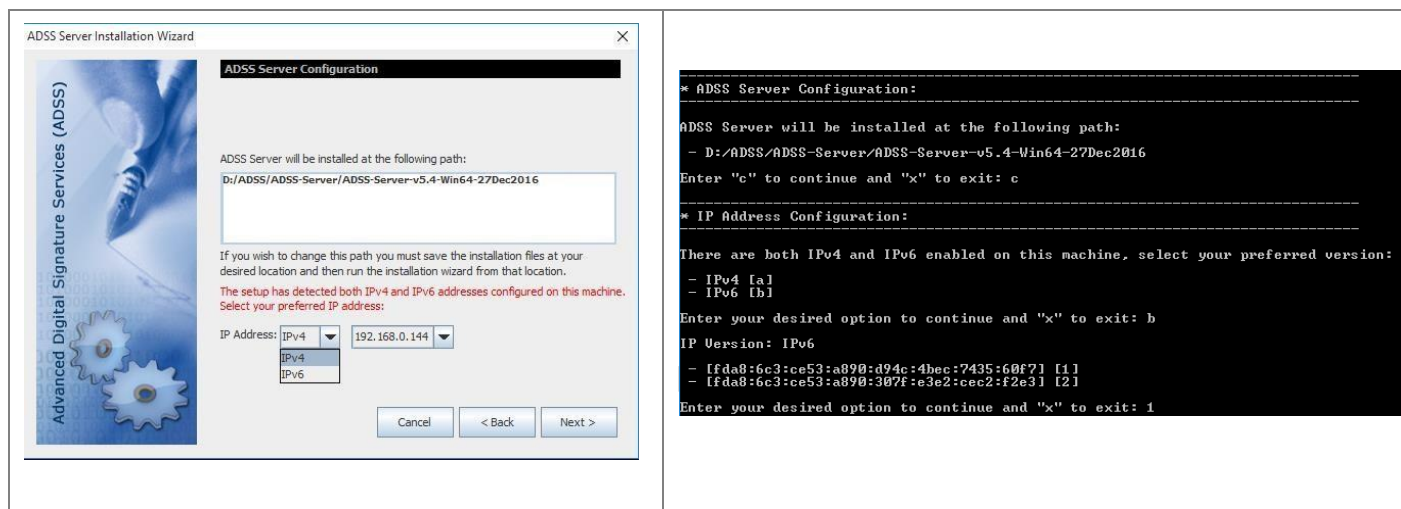 ADSS Server Installation Wizard
Advanced Digital Signature Services (ADSS)
ADSS Server Configuration
ADSS Server will be installed at the following path:
D:/ADSS/ADSS-Server/ADSS-Server-v5.4-Win64-27Dec2016
If you wish to change this path you must save the installation files at your
desired location and then run the installation wizard from that location.
The setup has detected both IPv4 and IPv6 addresses configured on this machine.
Select your preferred IP address:
IP Address: IPv4 192.168.0.144
IPv4
IPv6
Cancel < Back Next >
* ADSS Server Configuration:
ADSS Server will be installed at the following path:
- D:/ADSS/ADSS-Server/ADSS-Server-v5.4-Win64-27Dec2016
Enter "c" to continue and "x" to exit: c
* IP Address Configuration:
There are both IPv4 and IPv6 enabled on this machine, select your preferred version:
- IPv4 [a]
- IPv6 [b]
Enter your desired option to continue and "x" to exit: b
IP Version: IPv6
- [fda8:6c3:ce53:a890:d94c:4bec:7435:60f7] [1]
- [fda8:6c3:ce53:a890:307f:e3e2:cec2:f2e3] [2]
Enter your desired option to continue and "x" to exit: 1